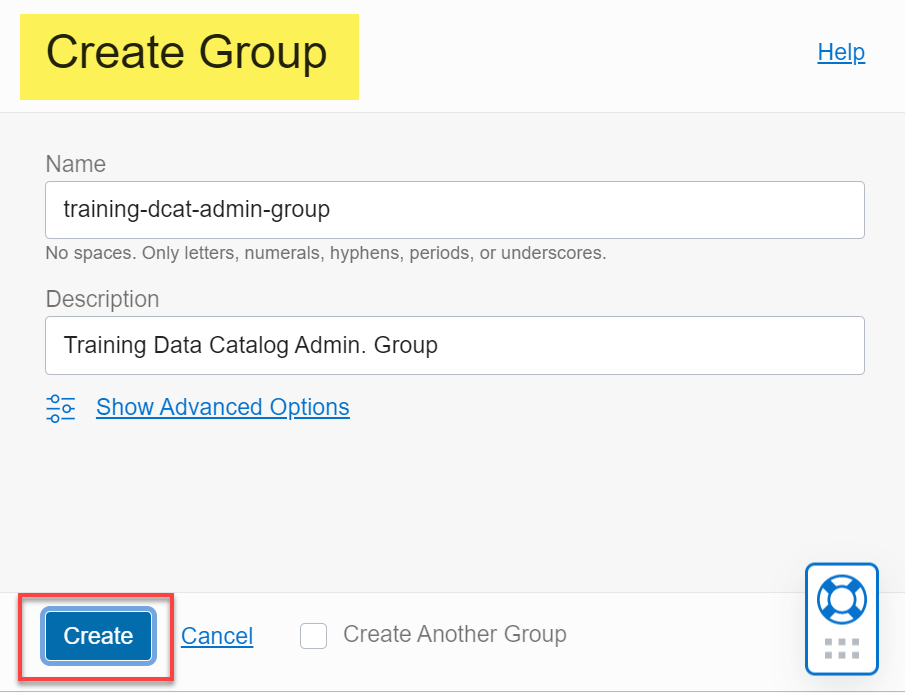 Create Group
Help
Name
training-dcat-admin-group
No spaces. Only letters, numerals, hyphens, periods, or underscores.
Description
Training Data Catalog Admin. Group
Show Advanced Options
Create Cancel Create Another Group